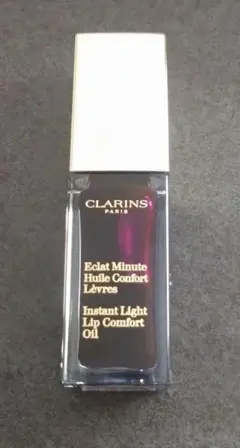 CLARINS
PARIS
Eclat Minute
Huile Confort
Lèvres
Instant Light
Lip Comfort
Oil